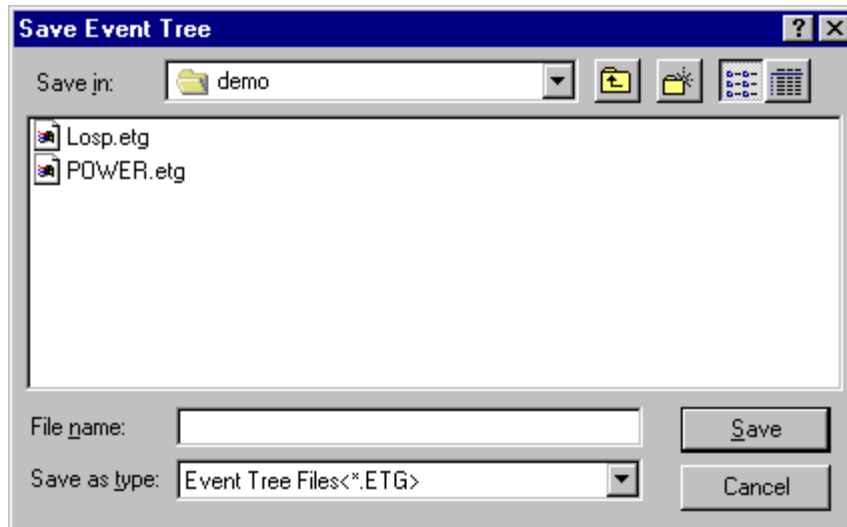 Save Event Tree
Save in: demo
Losp.etg
POWER.etg
File name: Save
Save as type: Event Tree Files<*.ETG> Cancel